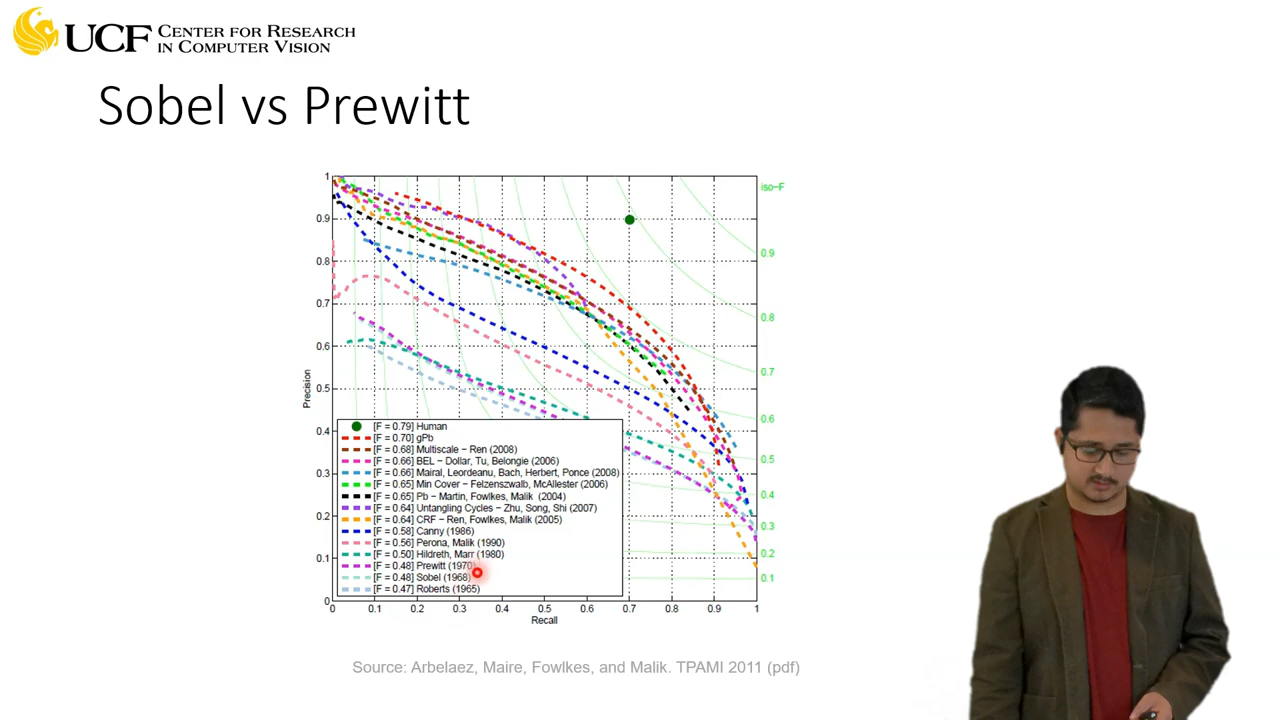 UCF CENTER FOR RESEARCH
IN COMPUTER VISION
Sobel vs Prewitt
iso-F
1
0.9
0.8
0.7
0.6
0.5
0.4
0.3
0.2
0.1
0
Precision
0.9
0.8
0.7
0.6
0.5
0.4
0.3
0.2
0.1
[F = 0.79] Human
[F = 0.70] gPb
[F = 0.68] Multiscale − Ren (2008)
[F = 0.66] BEL − Dollar, Tu, Belongie (2006)
[F = 0.66] Mairal, Leordeanu, Bach, Herbert, Ponce (2008)
[F = 0.65] Min Cover − Felzenszwalb, McAllester (2006)
[F = 0.65] Pb − Martin, Fowlkes, Malik (2004)
[F = 0.64] Untangling Cycles − Zhu, Song, Shi (2007)
[F = 0.64] CRF − Ren, Fowlkes, Malik (2005)
[F = 0.58] Canny (1986)
[F = 0.56] Perona, Malik (1990)
[F = 0.50] Hildreth, Marr (1980)
[F = 0.48] Prewitt (1970)
[F = 0.48] Sobel (1968)
[F = 0.47] Roberts (1965)
0 0.1 0.2 0.3 0.4 0.5 0.6 0.7 0.8 0.9 1
Recall
Source: Arbelaez, Maire, Fowlkes, and Malik. TPAMI 2011 (pdf)